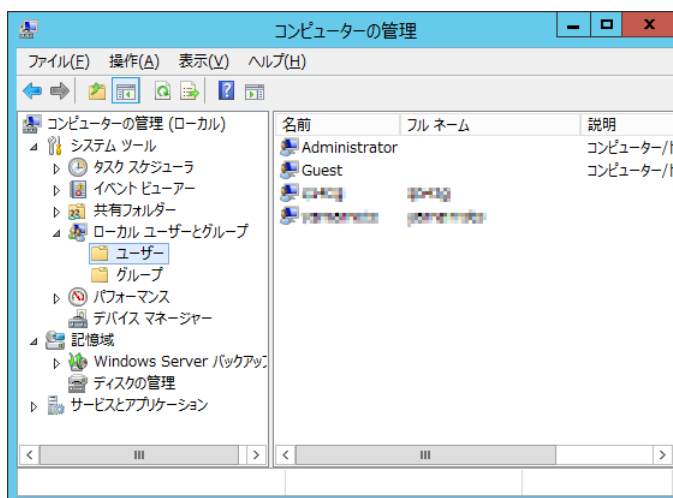 コンピューターの管理
ファイル(F) 操作(A) 表示(V) ヘルプ(H)
コンピューターの管理 (ローカル)
システム ツール
タスク スケジューラ
イベント ビューアー
共有フォルダー
ローカル ユーザーとグループ
ユーザー
グループ
パフォーマンス
デバイス マネージャー
記憶域
Windows Server バックアップ
ディスクの管理
サービスとアプリケーション
名前 フル ネーム 説明
Administrator コンピューター/
Guest コンピューター/